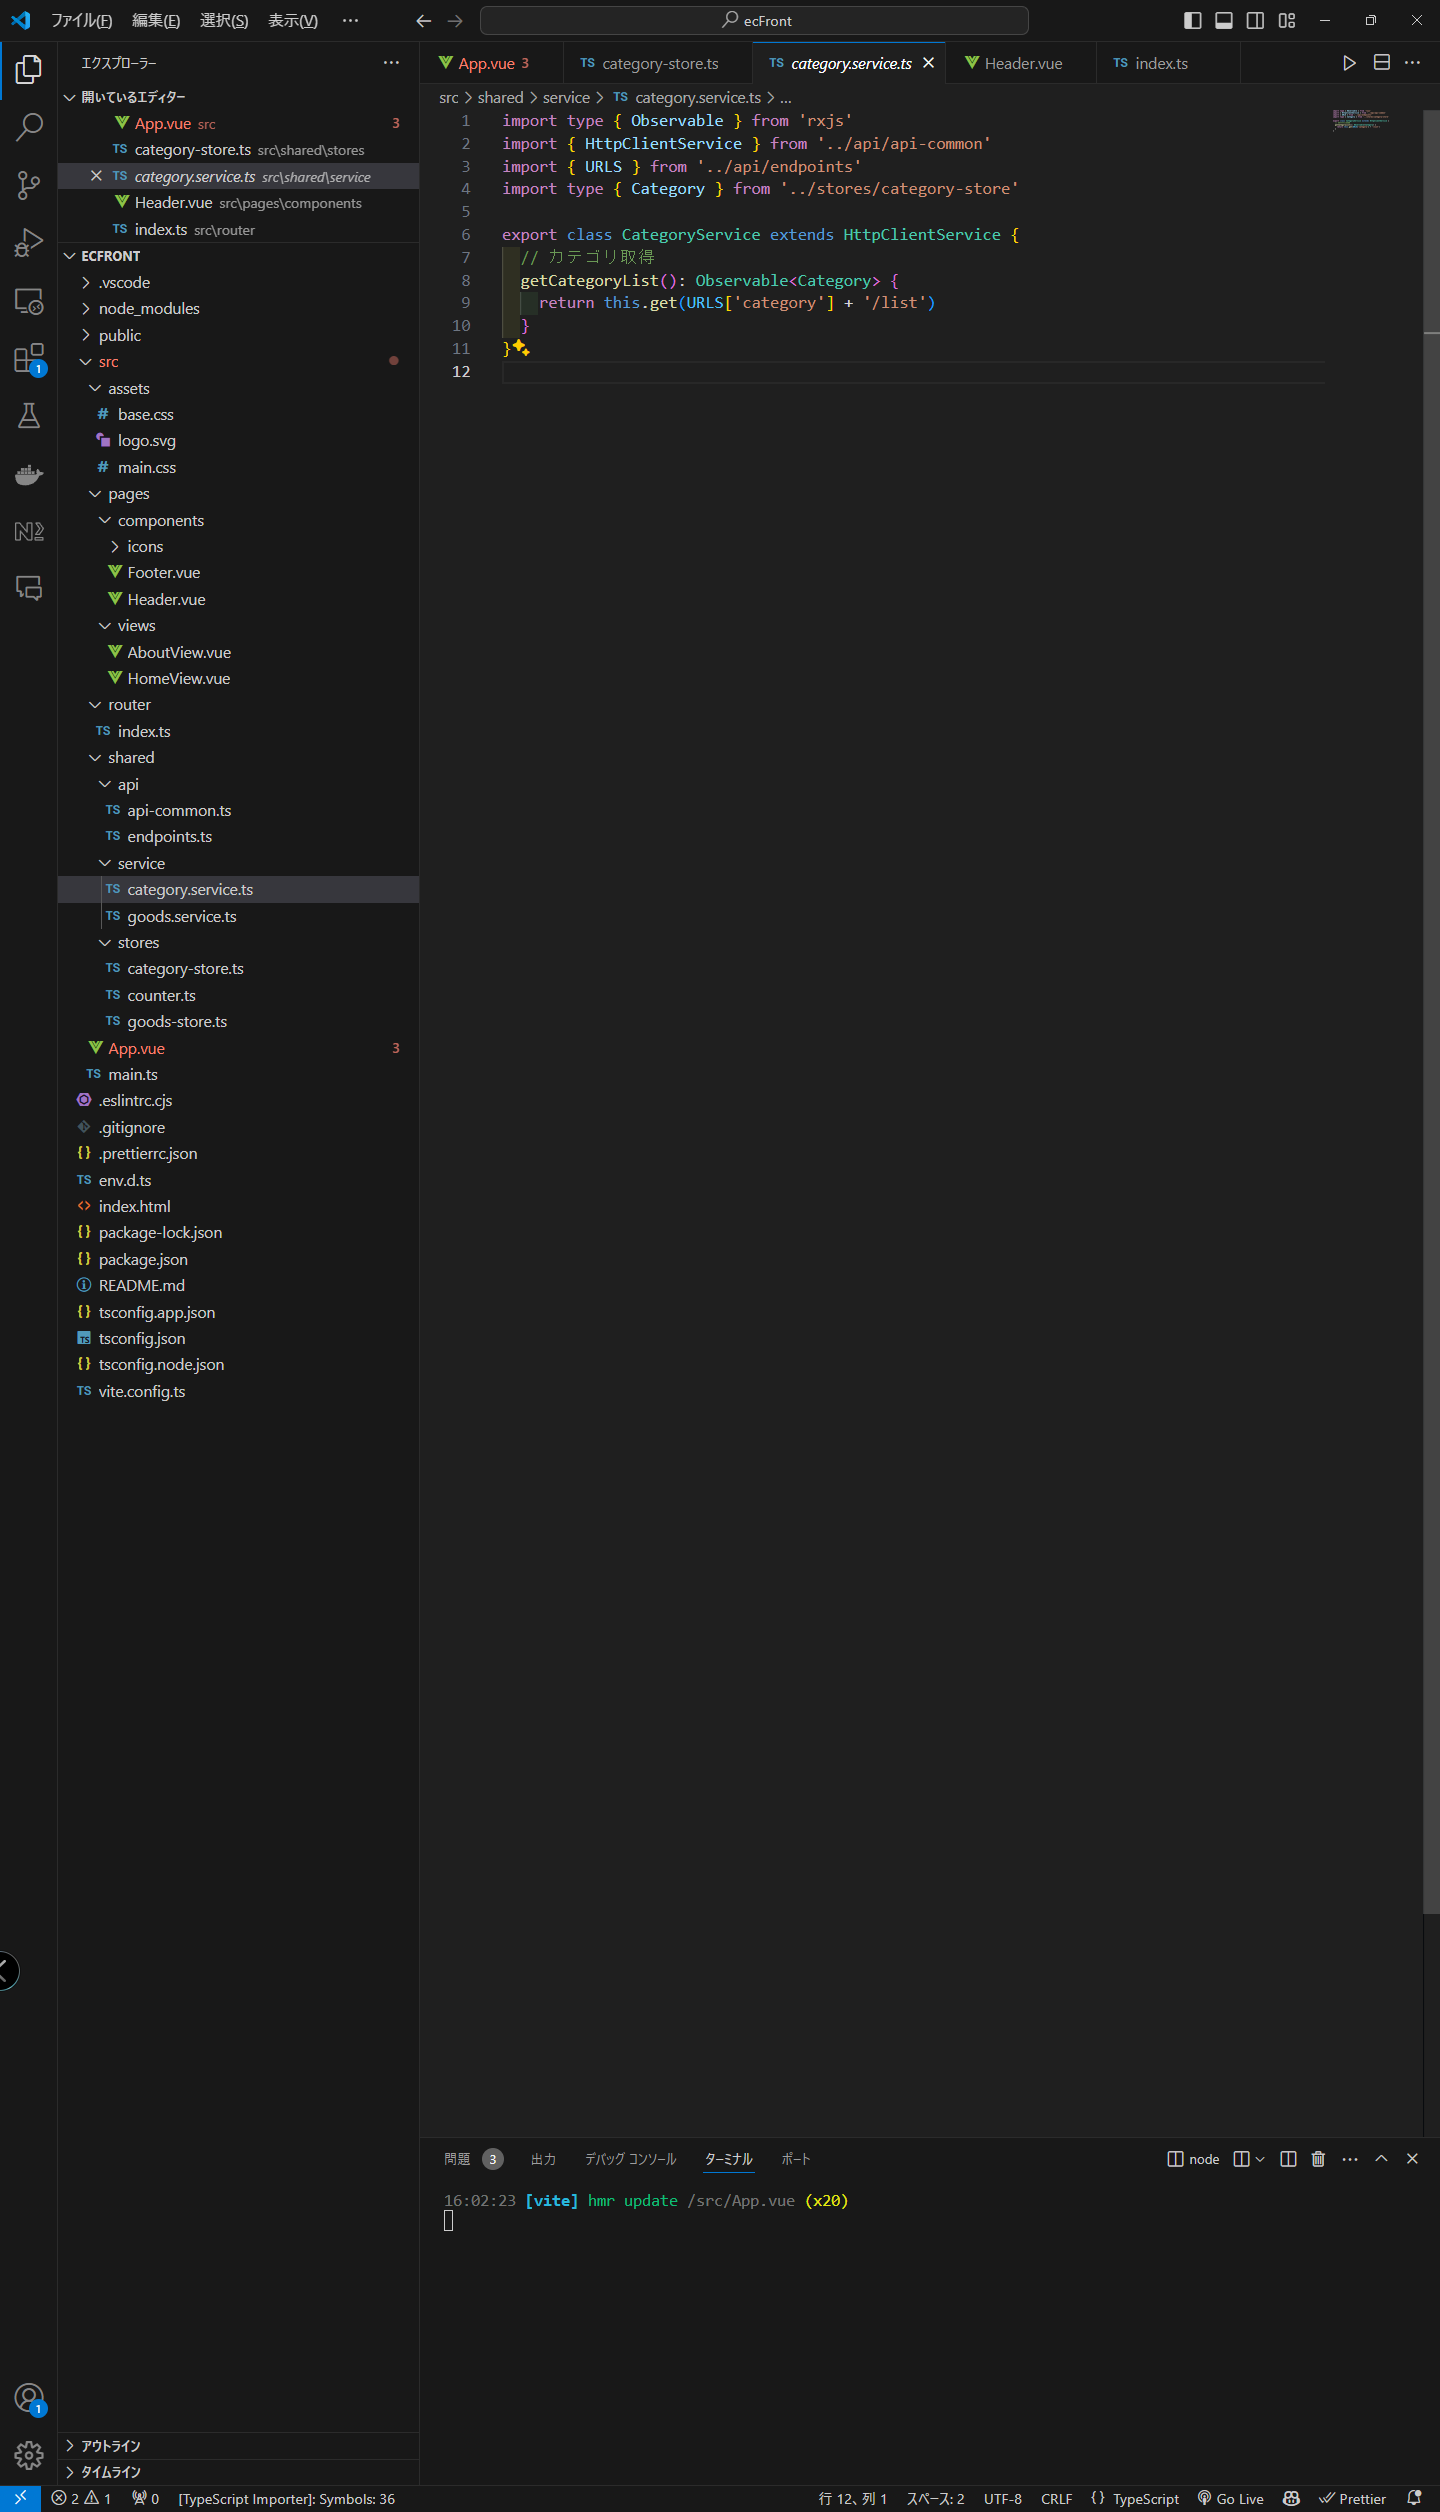 ファイル(F) 編集(E) 選択(S) 表示(V) ... ecFront
エクスプローラー ...
開いているエディター
App.vue src 3
category-store.ts src\shared\stores
category.service.ts src\shared\service
Header.vue src\pages\components
index.ts src\router
ECFRONT
.vscode
node_modules
public
src
assets
base.css
logo.svg
main.css
pages
components
icons
Footer.vue
Header.vue
views
AboutView.vue
HomeView.vue
router
index.ts
shared
api
api-common.ts
endpoints.ts
service
category.service.ts
goods.service.ts
stores
category-store.ts
counter.ts
goods-store.ts
App.vue 3
main.ts
.eslintrc.cjs
.gitignore
.prettierrc.json
env.d.ts
index.html
package-lock.json
package.json
README.md
tsconfig.app.json
tsconfig.json
tsconfig.node.json
vite.config.ts
アウトライン
タイムライン
App.vue 3 TS category-store.ts TS category.service.ts Header.vue TS index.ts
src > shared > service > TS category.service.ts > ...
1 import type { Observable } from 'rxjs'
2 import { HttpClientService } from '../api/api-common'
3 import { URLS } from '../api/endpoints'
4 import type { Category } from '../stores/category-store'
5
6 export class CategoryService extends HttpClientService {
7 // カテゴリ取得
8 getCategoryList(): Observable<Category> {
9 return this.get(URLS['category'] + '/list')
10 }
11 }
12
問題 3 出力 デバッグ コンソール ターミナル ポート node
16:02:23 [vite] hmr update /src/App.vue (x20)
2 1 0 [TypeScript Importer]: Symbols: 36 行 12、列 1 スペース: 2 UTF-8 CRLF {} TypeScript Go Live Prettier